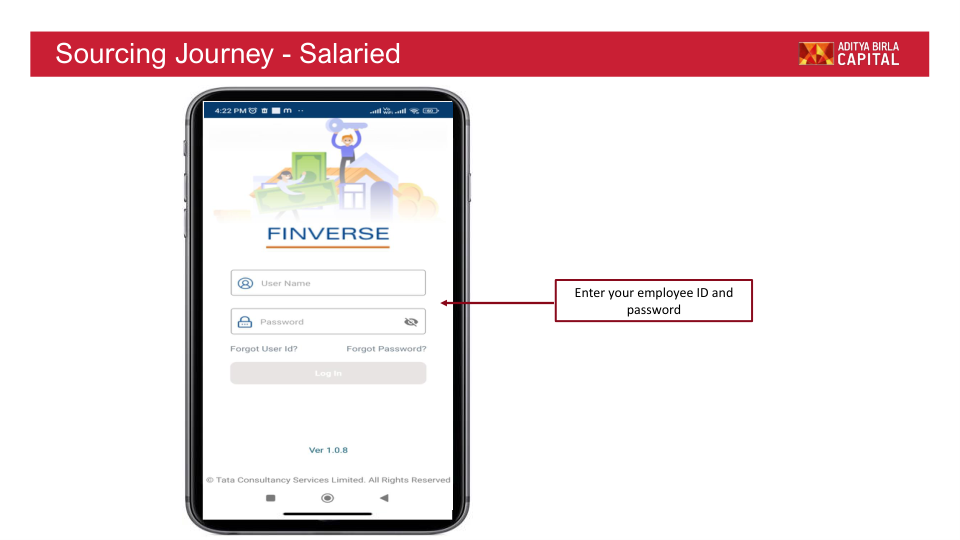 Sourcing Journey - Salaried
ADITYA BIRLA
CAPITAL
4:22 PM
FINVERSE
User Name
Enter your employee ID and
password
Password
Forgot User Id? Forgot Password?
Log In
Ver 1.0.8
© Tata Consultancy Services Limited. All Rights Reserved